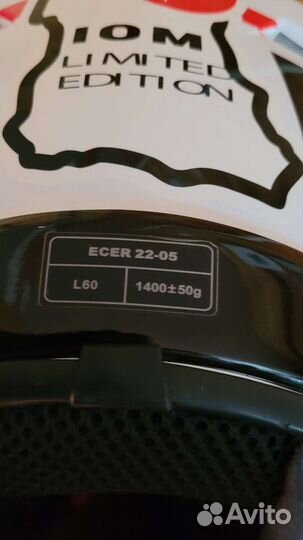 IOM
LIMITED
EDITION
ECER 22-05
L60 1400±50g
Avito